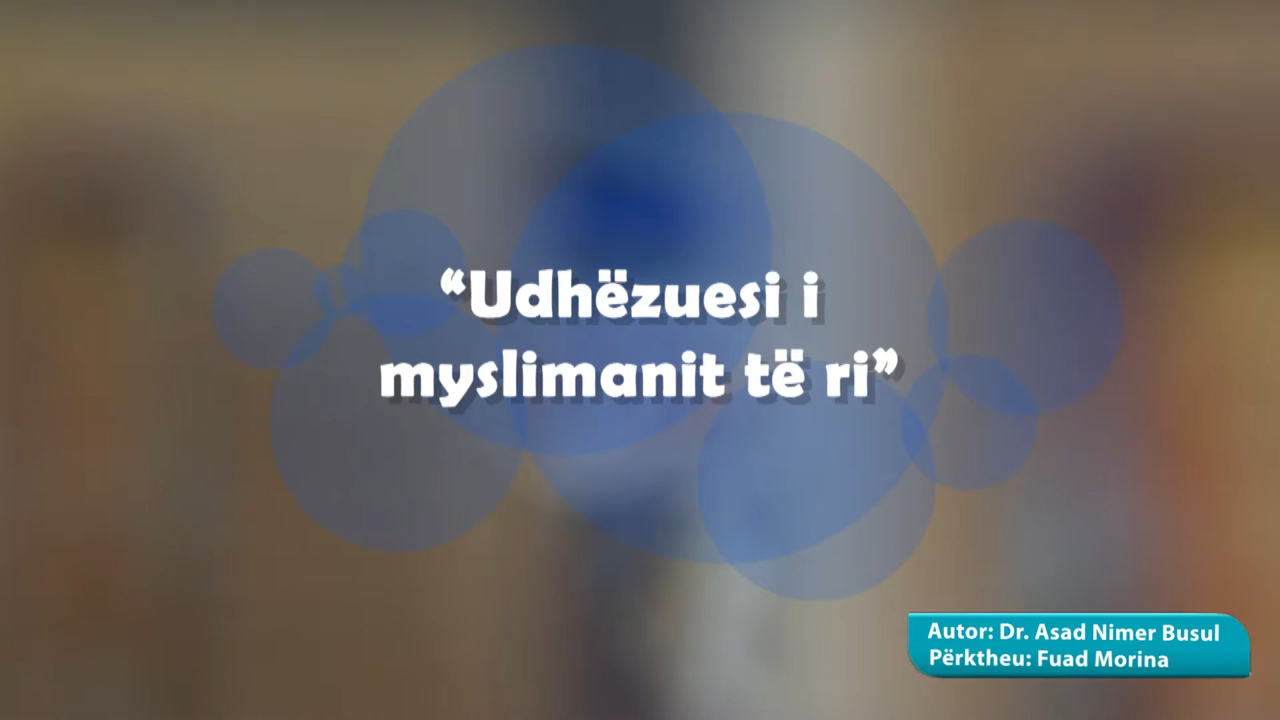 “Udhëzuesi i
myslimanit të ri”
Autor: Dr. Asad Nimer Busul
Përktheu: Fuad Morina